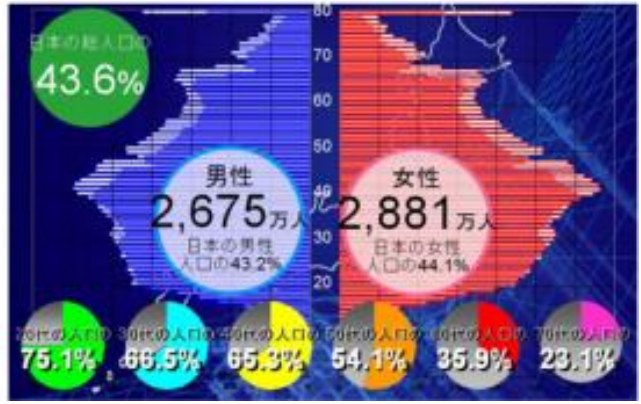 日本の総人口の
43.6%
80
70
60
50
40
30
20
男性
2,675万人
日本の男性
人口の43.2%
女性
2,881万人
日本の女性
人口の44.1%
20代の人口の
75.1%
30代の人口の
66.5%
40代の人口の
65.3%
50代の人口の
54.1%
60代の人口の
35.9%
70代の人口の
23.1%